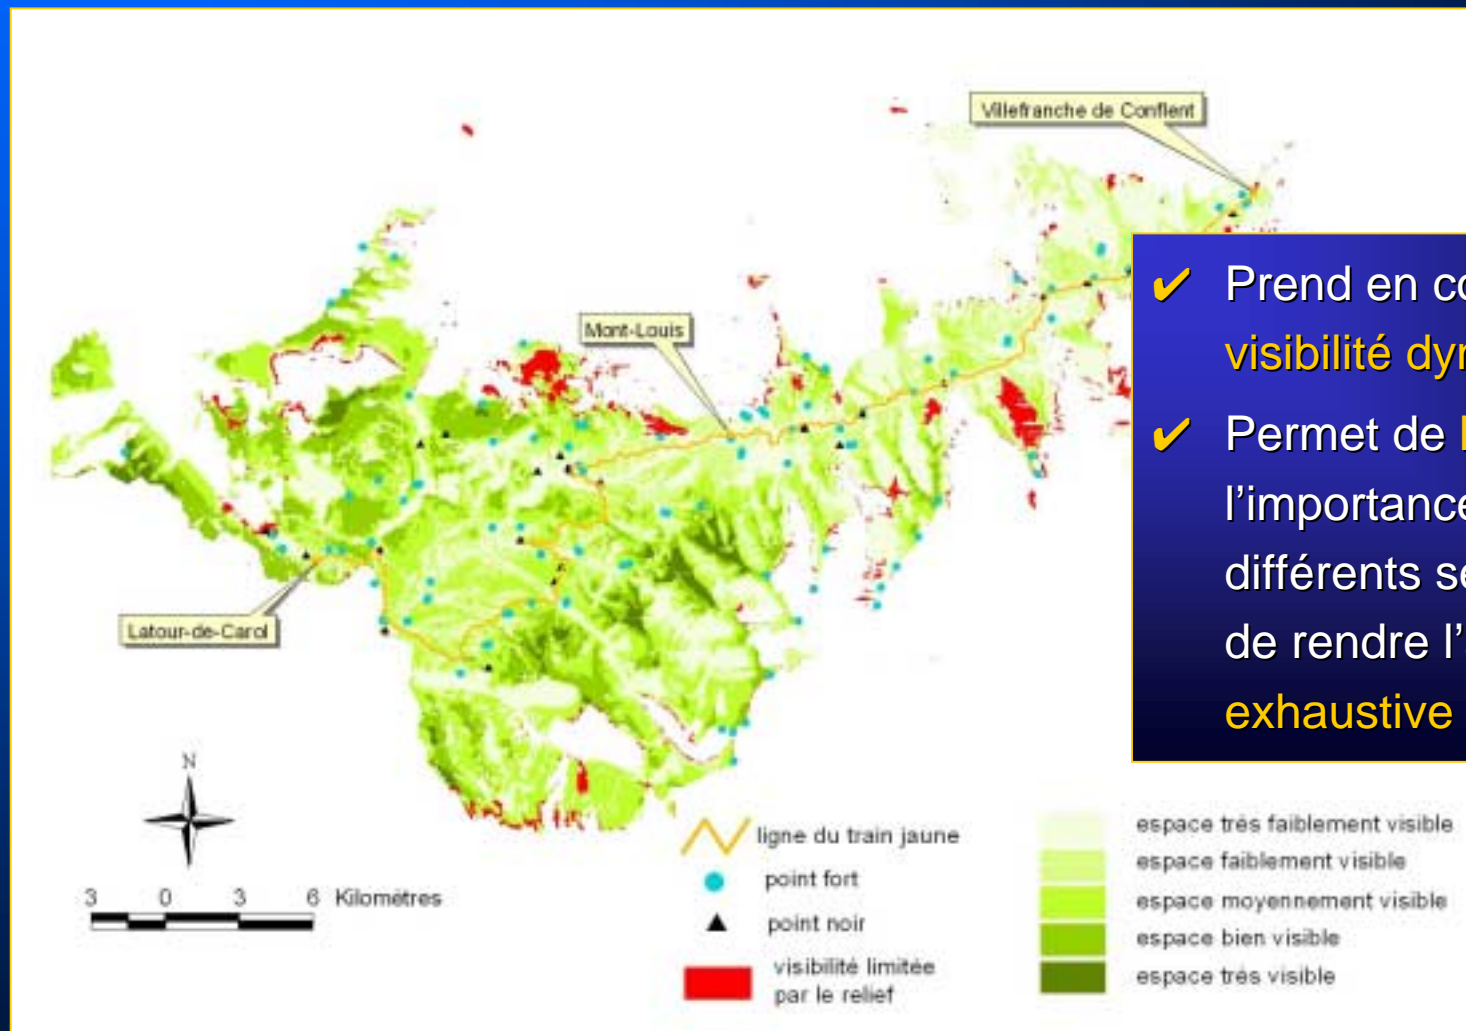 Villefranche de Conflent
Mont-Louis
Latour-de-Carol
✔ Prend en co
visibilité dyr
✔ Permet de
l'importance
différents se
de rendre l'
exhaustive
N
3 0 3 6 Kilomètres
ligne du train jaune
point fort
point noir
visibilité limitée
par le relief
espace très faiblement visible
espace faiblement visible
espace moyennement visible
espace bien visible
espace très visible